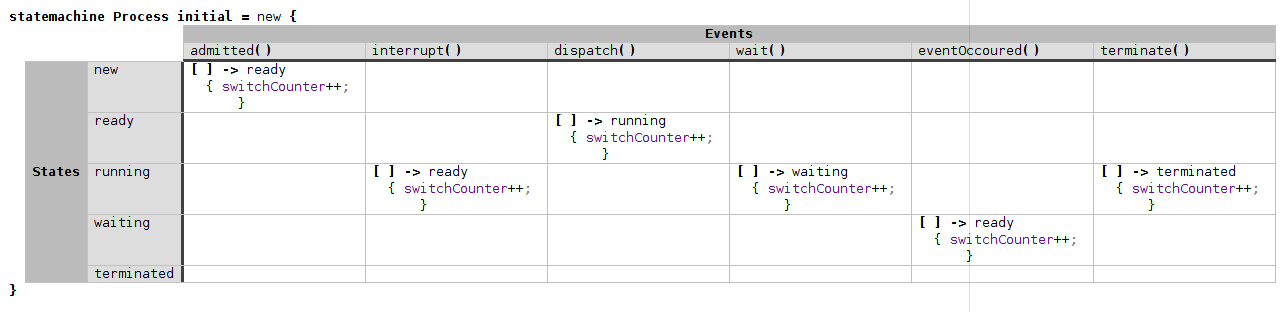 statemachine Process initial = new {
Events
admitted() interrupt() dispatch() wait() eventOccoured() terminate()
new [ ] -> ready
{ switchCounter++;
}
ready [ ] -> running
{ switchCounter++;
}
States running [ ] -> ready [ ] -> waiting [ ] -> terminated
{ switchCounter++; { switchCounter++; { switchCounter++;
} } }
waiting [ ] -> ready
{ switchCounter++;
}
terminated
}